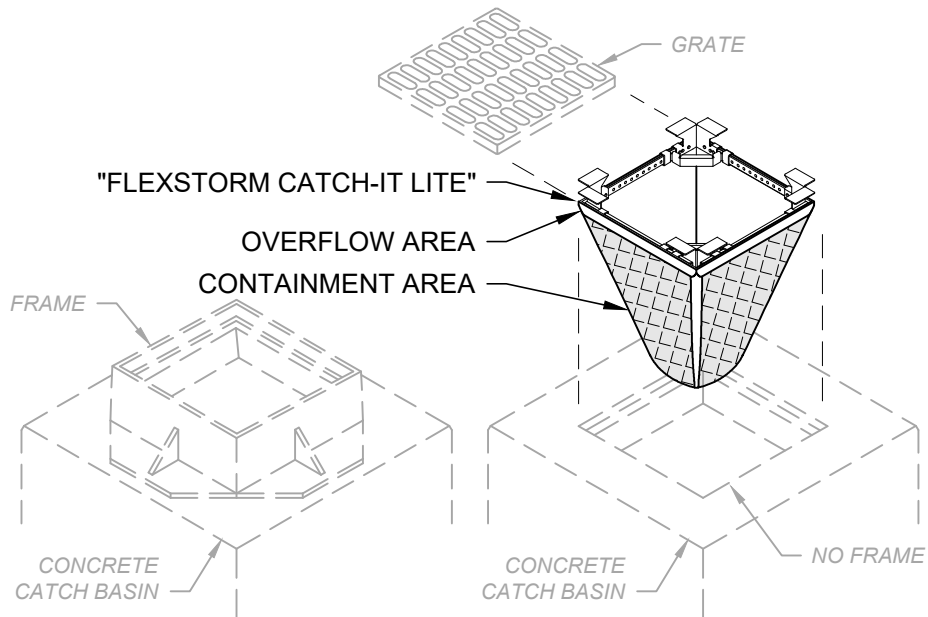 GRATE
"FLEXSTORM CATCH-IT LITE"
OVERFLOW AREA
CONTAINMENT AREA
FRAME
CONCRETE
CATCH BASIN
CONCRETE
CATCH BASIN
NO FRAME